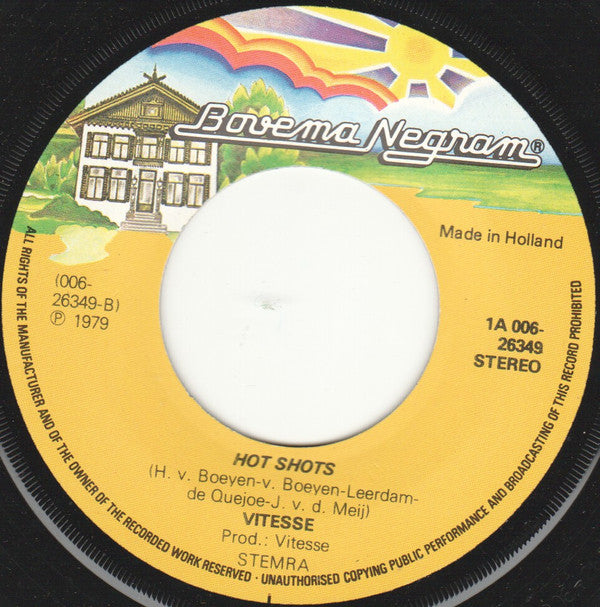 Bovema Negram®
Made in Holland
(006-
26349-B)
℗ 1979
1A 006-
26349
STEREO
HOT SHOTS
(H. v. Boeyen-v. Boeyen-Leerdam-
de Quejoe-J. v. d. Meij)
VITESSE
Prod.: Vitesse
STEMRA
ALL RIGHTS OF THE MANUFACTURER AND OF THE OWNER OF THE RECORDED WORK RESERVED · UNAUTHORISED COPYING PUBLIC PERFORMANCE AND BROADCASTING OF THIS RECORD PROHIBITED